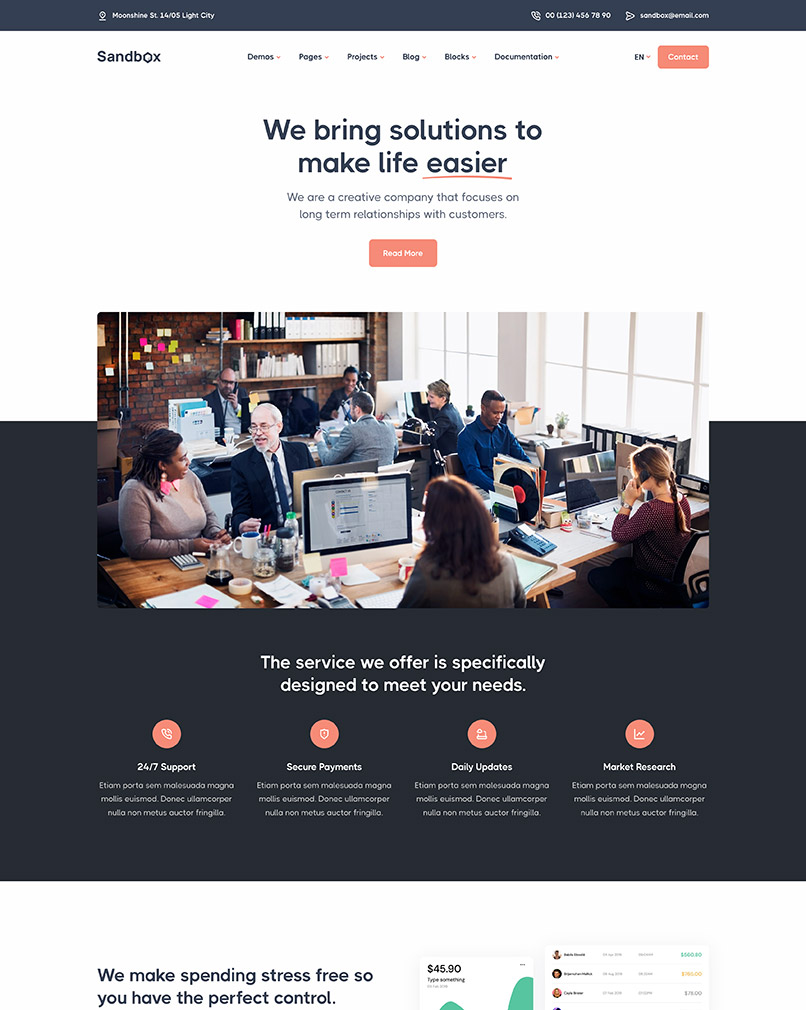 Moonshine St. 14/05 Light City
00 (123) 456 78 90
sandbox@email.com
Sandbox
Demos
Pages
Projects
Blog
Blocks
Documentation
EN
Contact
We bring solutions to
make life easier
We are a creative company that focuses on
long term relationships with customers.
Read More
The service we offer is specifically
designed to meet your needs.
24/7 Support
Etiam porta sem malesuada magna
mollis euismod. Donec ullamcorper
nulla non metus auctor fringilla.
Secure Payments
Etiam porta sem malesuada magna
mollis euismod. Donec ullamcorper
nulla non metus auctor fringilla.
Daily Updates
Etiam porta sem malesuada magna
mollis euismod. Donec ullamcorper
nulla non metus auctor fringilla.
Market Research
Etiam porta sem malesuada magna
mollis euismod. Donec ullamcorper
nulla non metus auctor fringilla.
We make spending stress free so
you have the perfect control.
$45.90
Type something
$560.80
$75.00